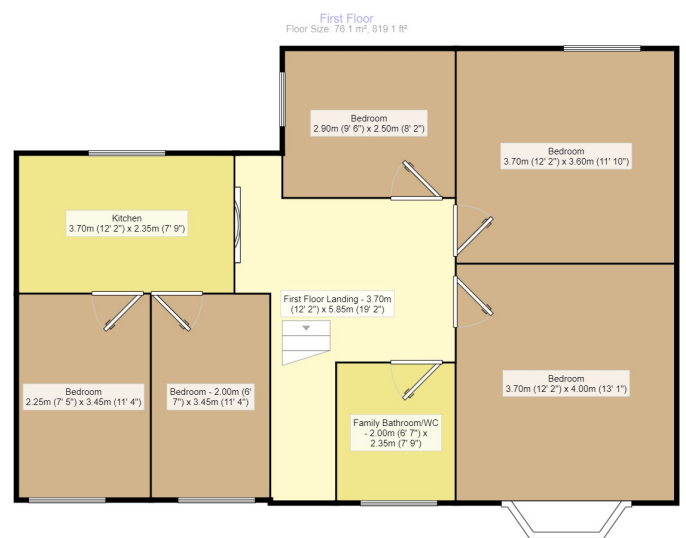 First Floor
Floor Size: 76.1 m², 819.1 ft²
Bedroom
2.90m (9' 6") x 2.50m (8' 2")
Bedroom
3.70m (12' 2") x 3.60m (11' 10")
Kitchen
3.70m (12' 2") x 2.35m (7' 9")
First Floor Landing - 3.70m
(12' 2") x 5.85m (19' 2")
Bedroom
2.25m (7' 5") x 3.45m (11' 4")
Bedroom - 2.00m (6'
7") x 3.45m (11' 4")
Family Bathroom/WC
- 2.00m (6' 7") x
2.35m (7' 9")
Bedroom
3.70m (12' 2") x 4.00m (13' 1")